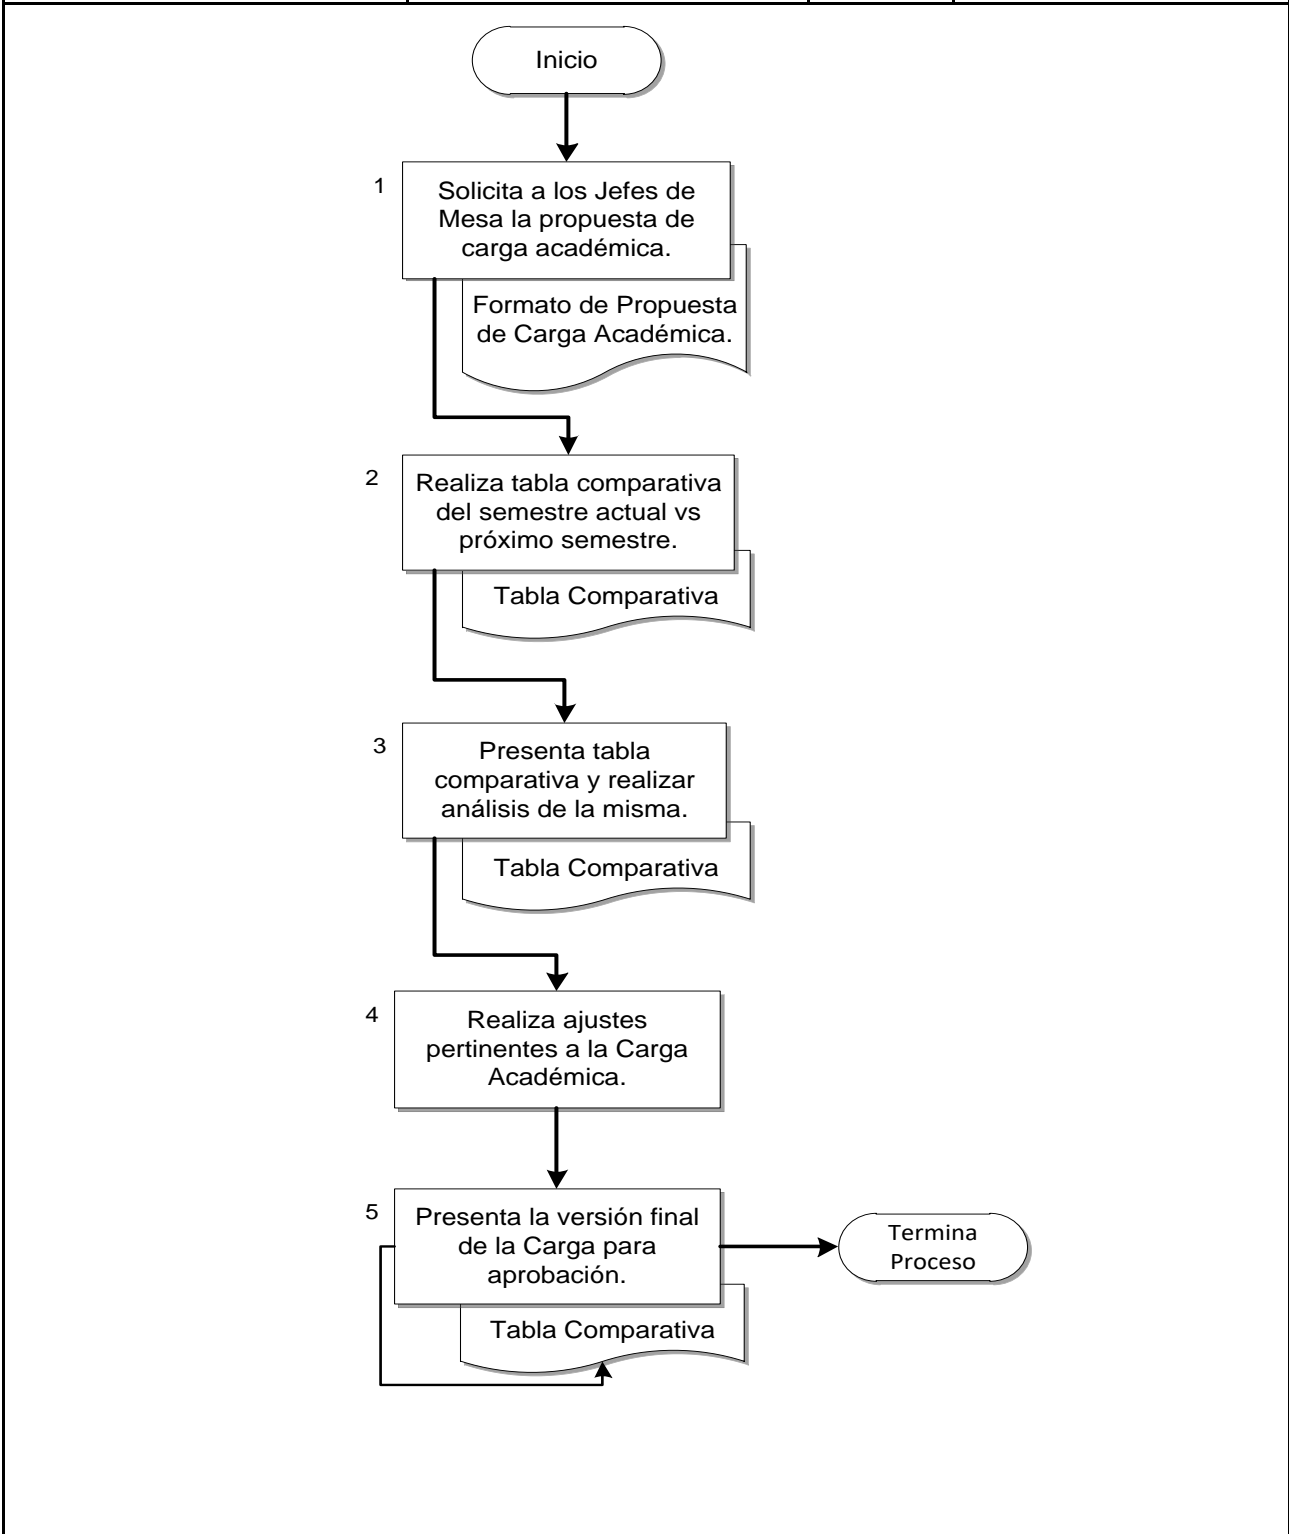 Inicio
1
Solicita a los Jefes de
Mesa la propuesta de
carga académica.
Formato de Propuesta
de Carga Académica.
2
Realiza tabla comparativa
del semestre actual vs
próximo semestre.
Tabla Comparativa
3
Presenta tabla
comparativa y realizar
análisis de la misma.
Tabla Comparativa
4
Realiza ajustes
pertinentes a la Carga
Académica.
5
Presenta la versión final
de la Carga para
aprobación.
Termina
Proceso
Tabla Comparativa